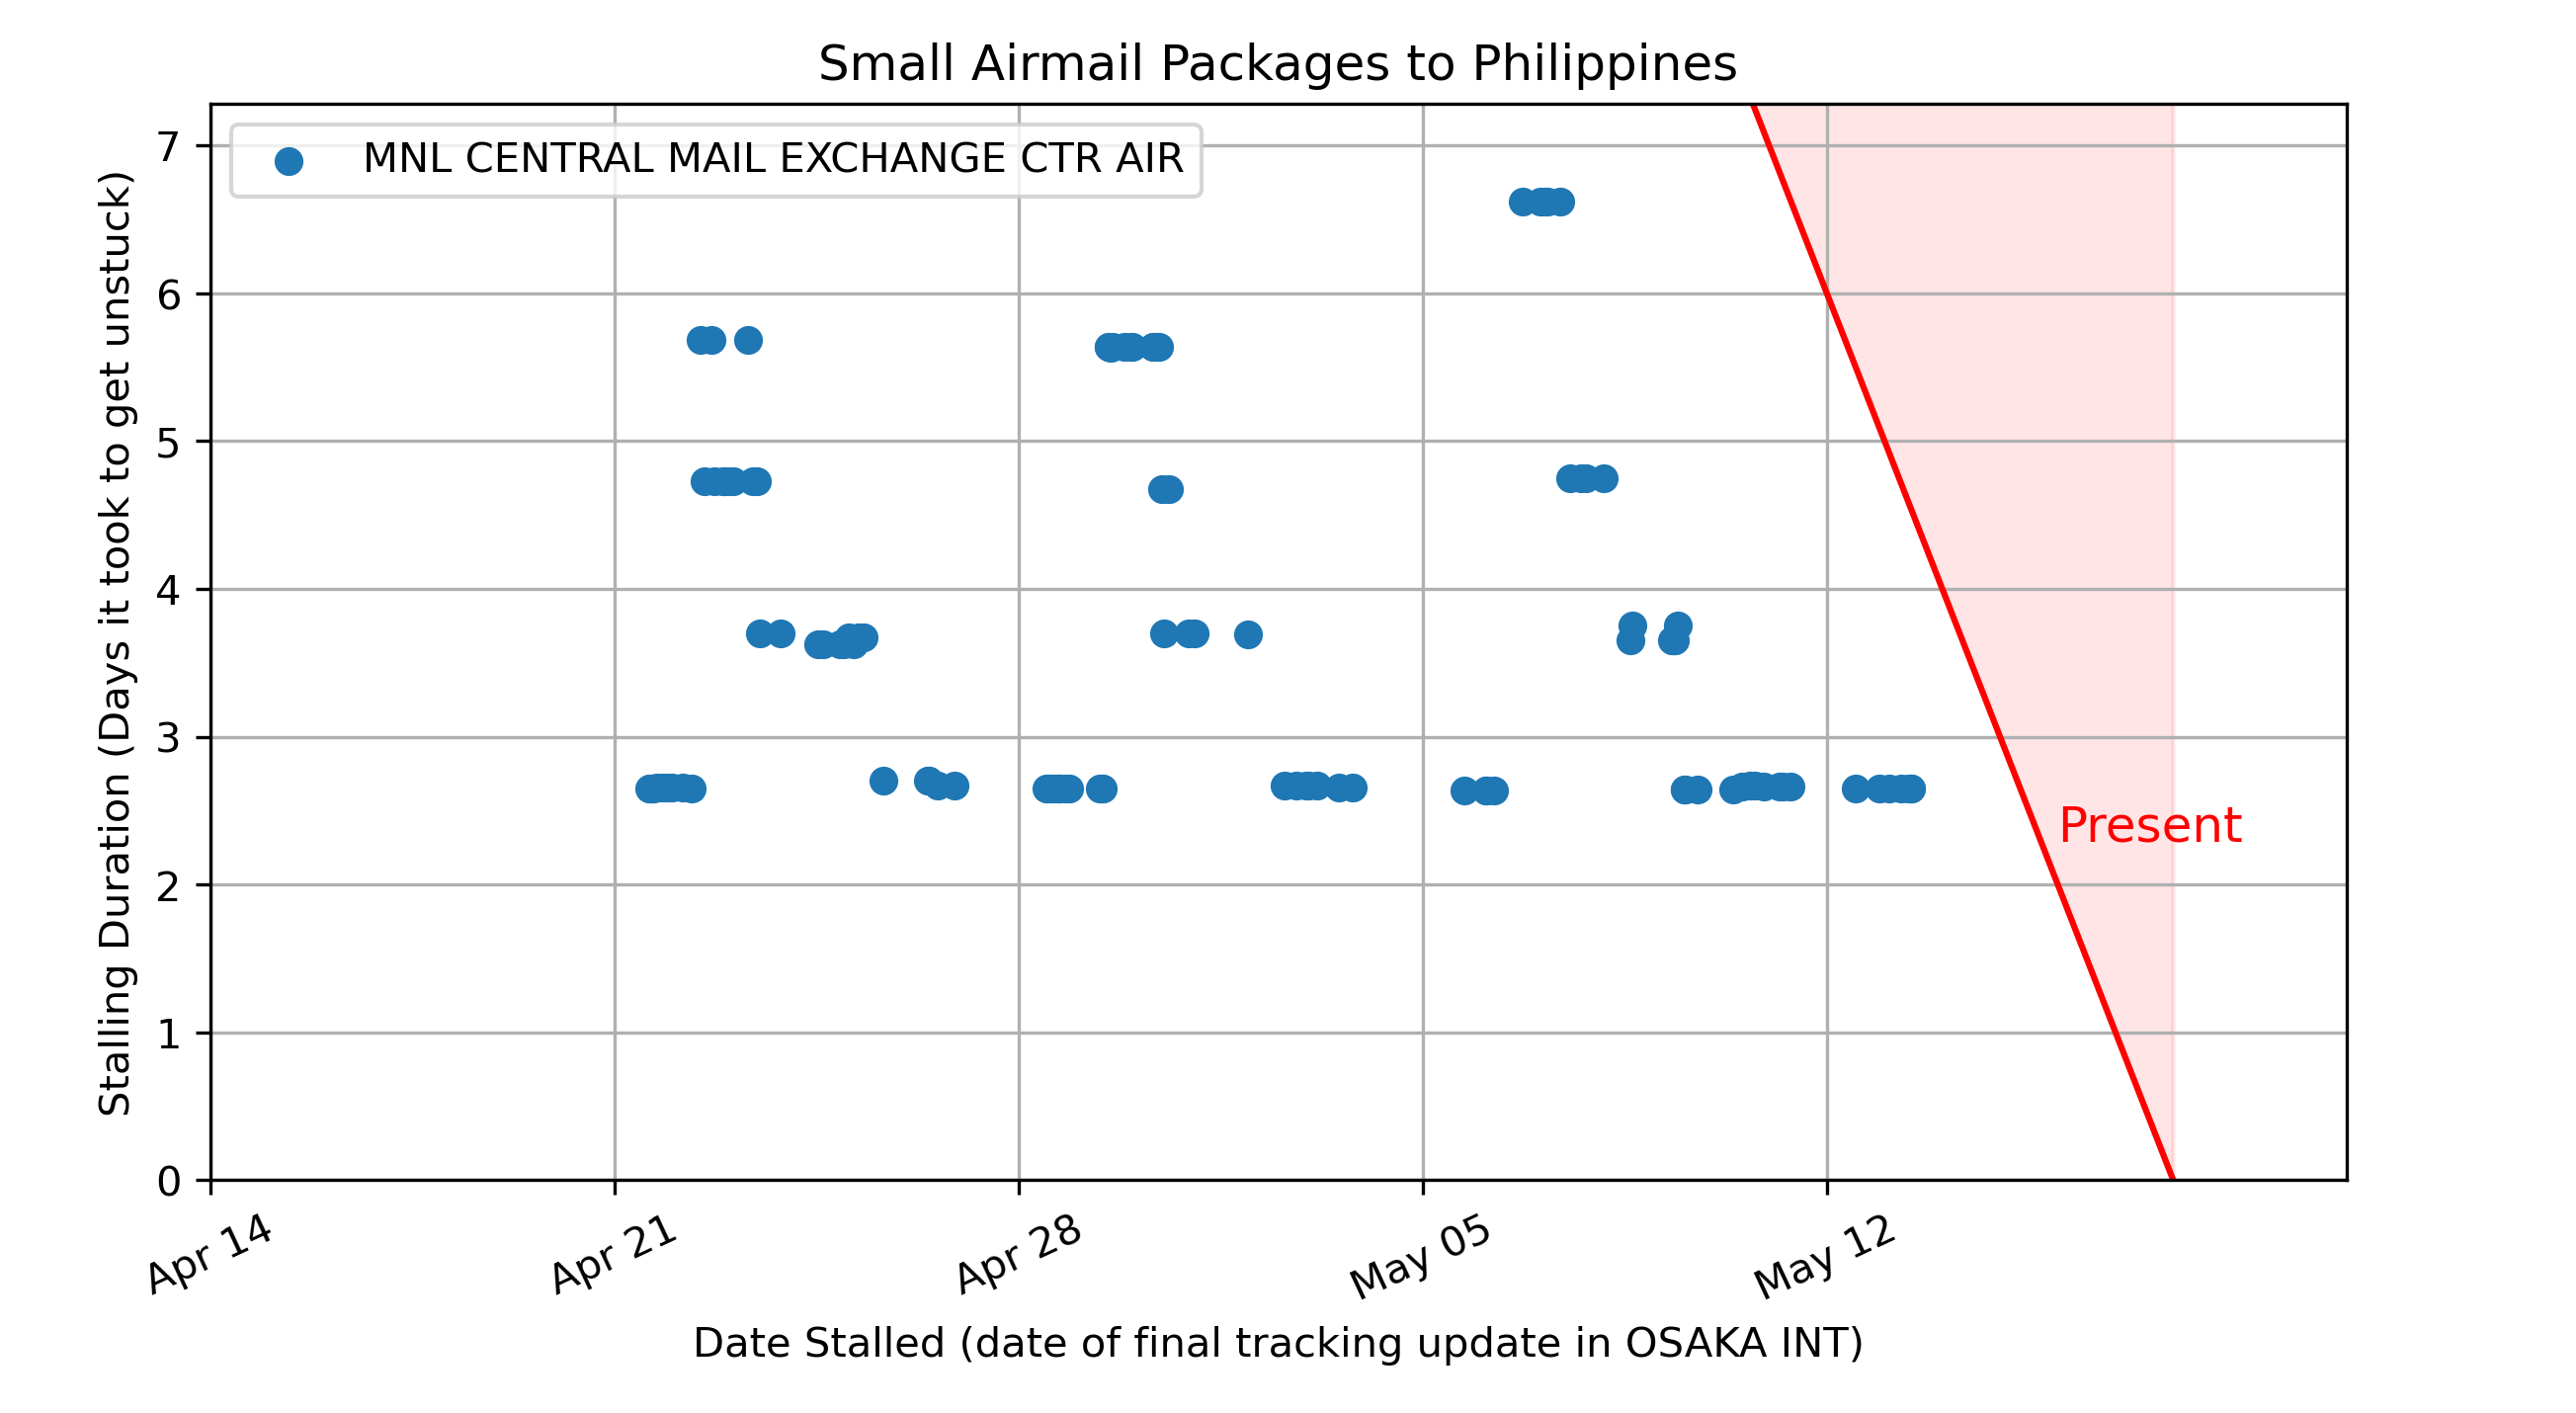 Small Airmail Packages to Philippines
MNL CENTRAL MAIL EXCHANGE CTR AIR
Stalling Duration (Days it took to get unstuck)
7
6
5
4
3
2
1
0
Present
Apr 14
Apr 21
Apr 28
May 05
May 12
Date Stalled (date of final tracking update in OSAKA INT)